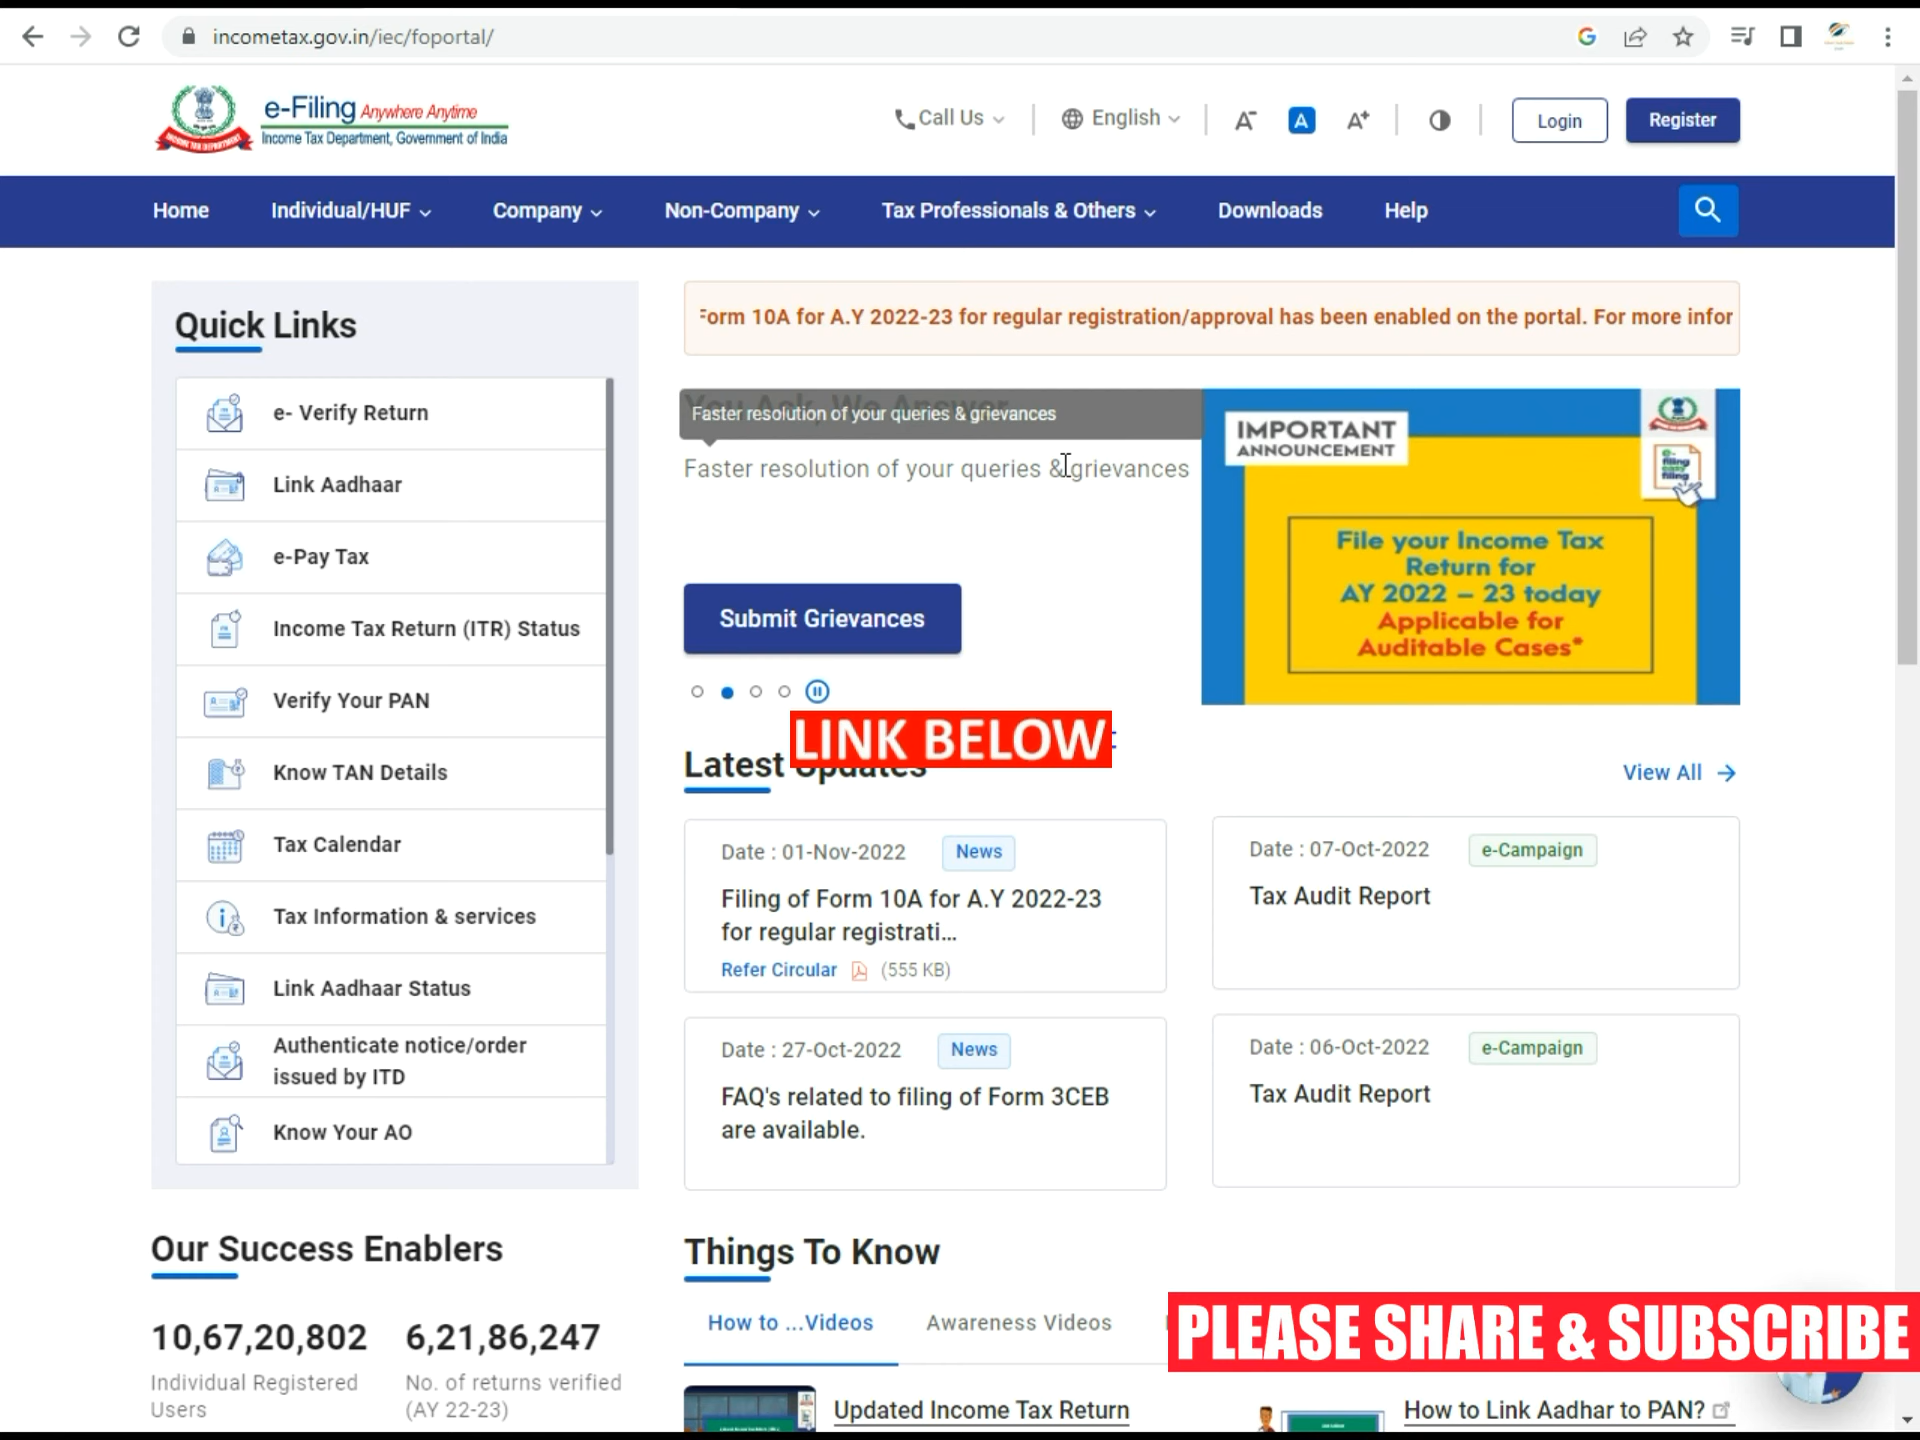 incometax.gov.in/iec/foportal/
e-Filing Anywhere Anytime
Income Tax Department, Government of India
INCOME TAX DEPARTMENT
Call Us
English
A-
A
A+
Login
Register
Home
Individual/HUF
Company
Non-Company
Tax Professionals & Others
Downloads
Help
Quick Links
e- Verify Return
Link Aadhaar
e-Pay Tax
Income Tax Return (ITR) Status
Verify Your PAN
Know TAN Details
Tax Calendar
Tax Information & services
Link Aadhaar Status
Authenticate notice/order
issued by ITD
Know Your AO
Form 10A for A.Y 2022-23 for regular registration/approval has been enabled on the portal. For more infor
You Ask, We Answer
Faster resolution of your queries & grievances
Faster resolution of your queries & grievances
Submit Grievances
IMPORTANT
ANNOUNCEMENT
e-
filing
easy
filing
File your Income Tax
Return for
AY 2022 – 23 today
Applicable for
Auditable Cases*
LINK BELOW
Latest Updates
View All
Date : 01-Nov-2022 News
Filing of Form 10A for A.Y 2022-23
for regular registrati...
Refer Circular (555 KB)
Date : 07-Oct-2022 e-Campaign
Tax Audit Report
Date : 27-Oct-2022 News
FAQ's related to filing of Form 3CEB
are available.
Date : 06-Oct-2022 e-Campaign
Tax Audit Report
Our Success Enablers
10,67,20,802
Individual Registered
Users
6,21,86,247
No. of returns verified
(AY 22-23)
Things To Know
How to ...Videos
Awareness Videos
PLEASE SHARE & SUBSCRIBE
Updated Income Tax Return
How to Link Aadhar to PAN?